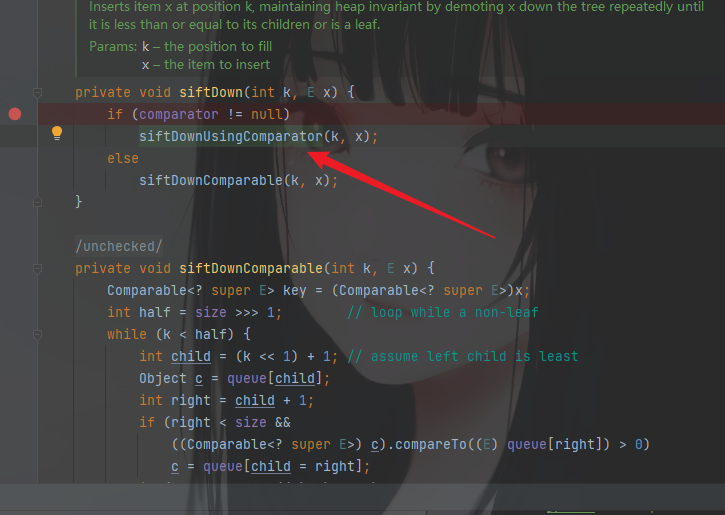 Inserts item x at position k, maintaining heap invariant by demoting x down the tree repeatedly until
it is less than or equal to its children or is a leaf.
Params: k – the position to fill
x – the item to insert
private void siftDown(int k, E x) {
if (comparator != null)
siftDownUsingComparator(k, x);
else
siftDownComparable(k, x);
}
/unchecked/
private void siftDownComparable(int k, E x) {
Comparable<? super E> key = (Comparable<? super E>)x;
int half = size >>> 1; // loop while a non-leaf
while (k < half) {
int child = (k << 1) + 1; // assume left child is least
Object c = queue[child];
int right = child + 1;
if (right < size &&
((Comparable<? super E>) c).compareTo((E) queue[right]) > 0)
c = queue[child = right];